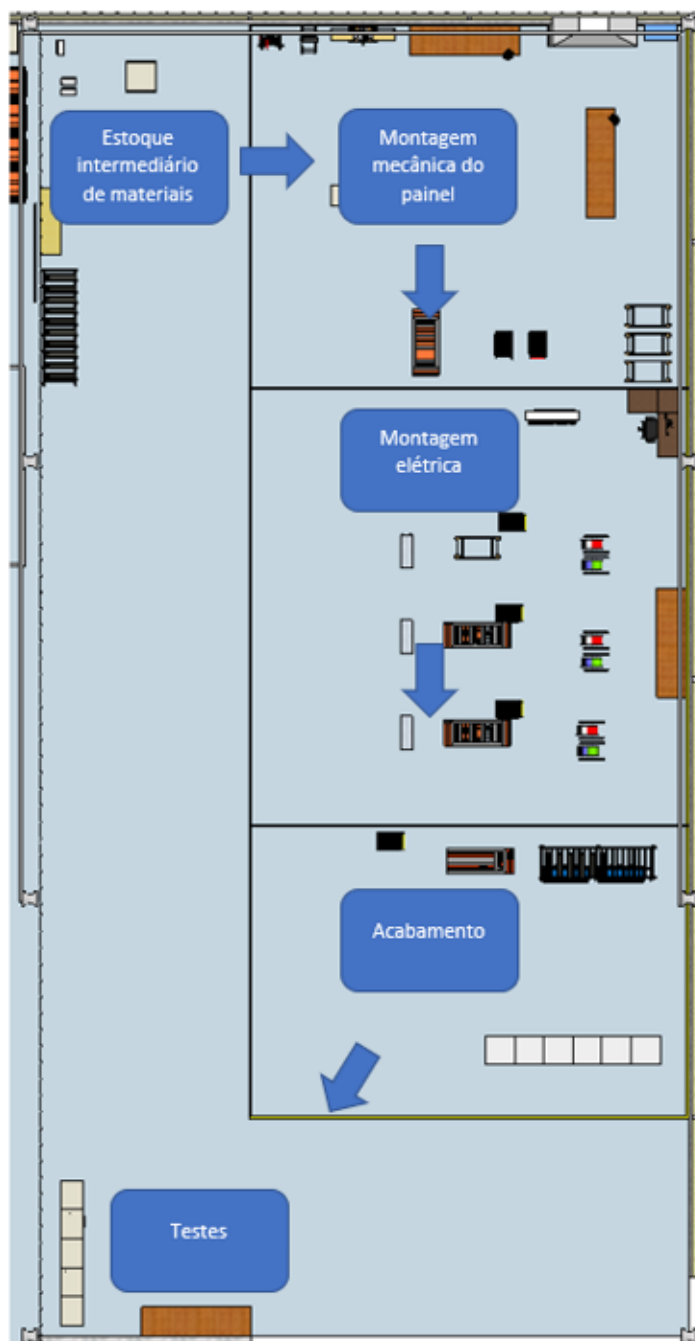 Estoque
intermediário
de materiais
Montagem
mecânica do
painel
Montagem
elétrica
Acabamento
Testes